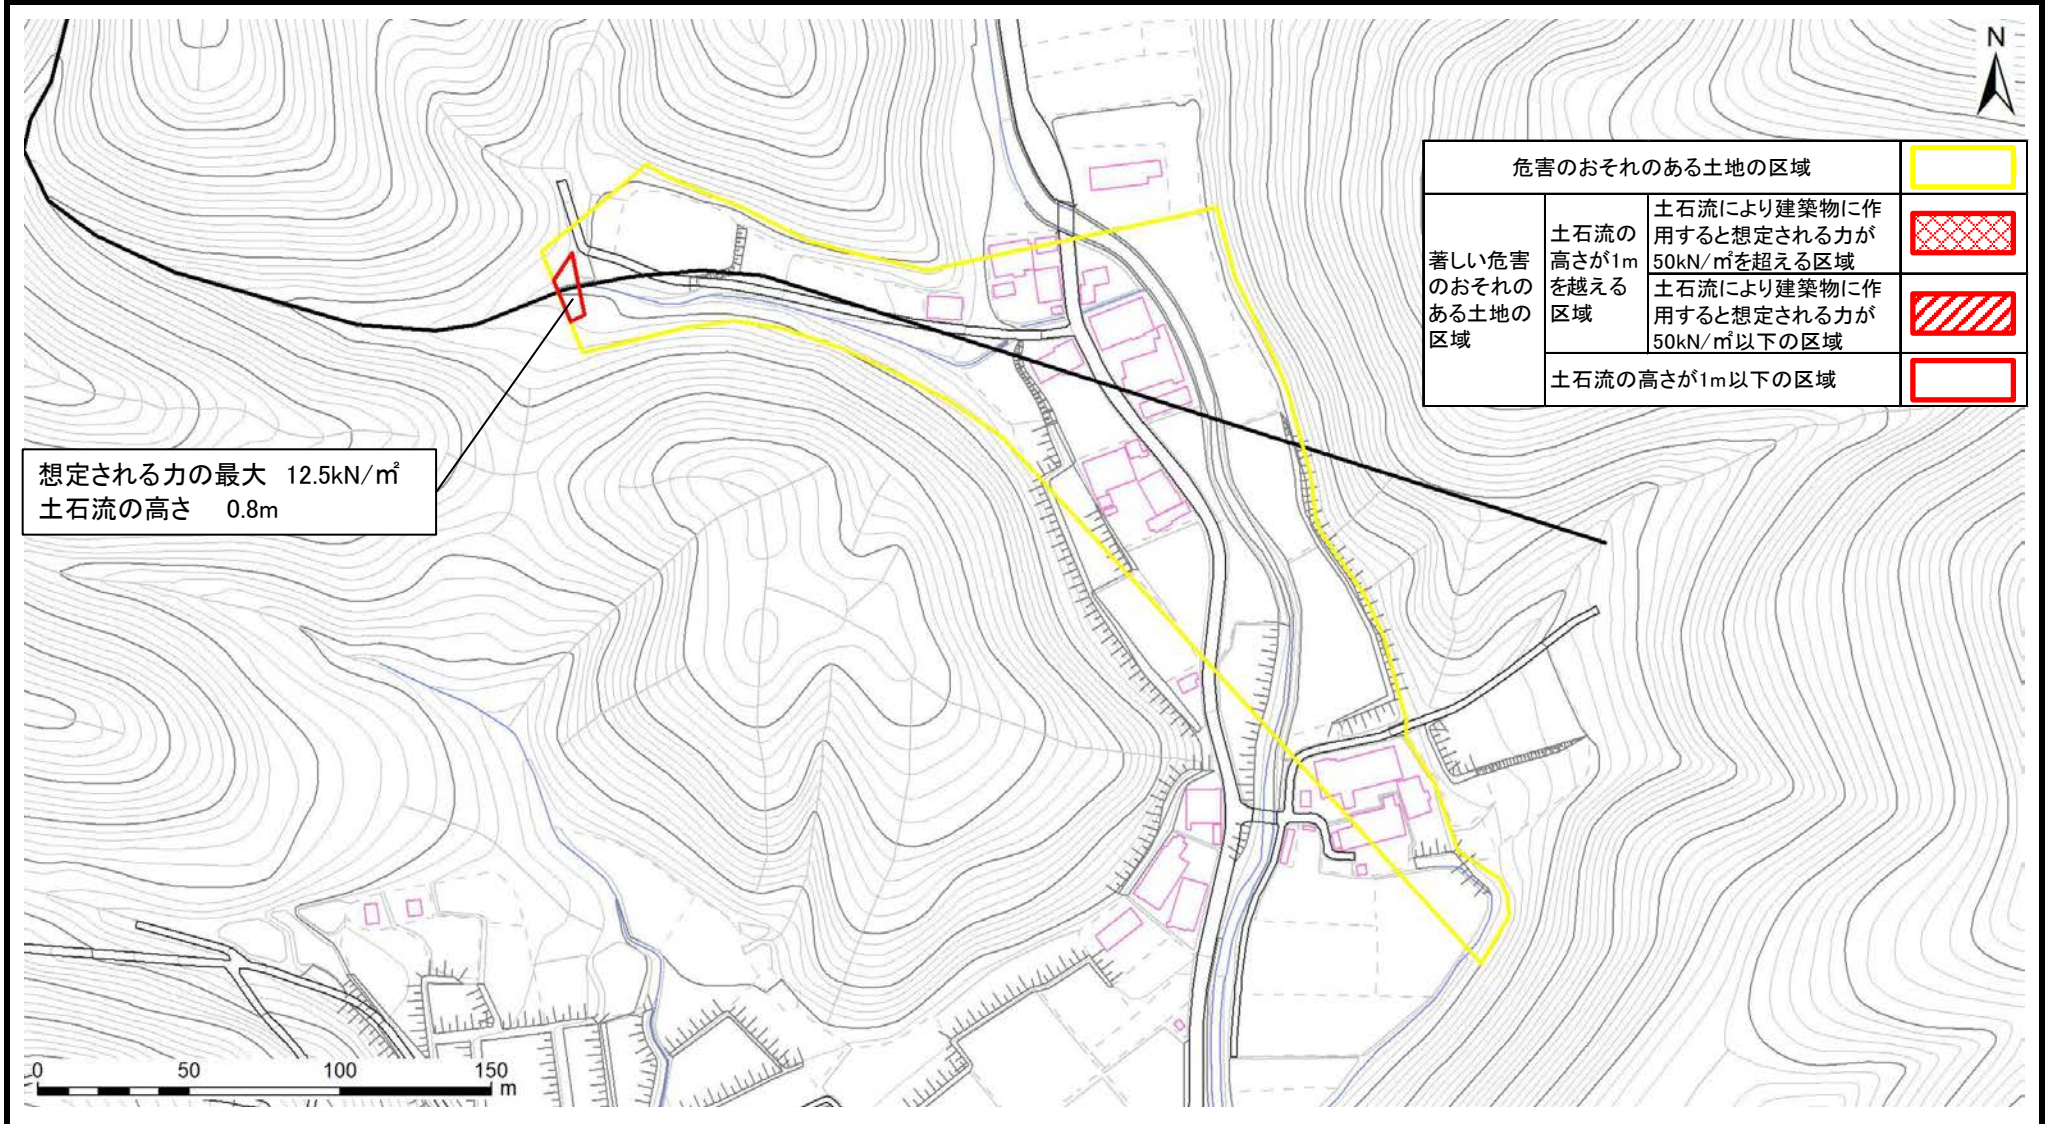 N
危害のおそれのある土地の区域
著しい危害
のおそれの
ある土地の
区域
土石流の
高さが1m
を越える
区域
土石流により建築物に作
用すると想定される力が
50kN/㎡を超える区域
土石流により建築物に作
用すると想定される力が
50kN/㎡以下の区域
土石流の高さが1m以下の区域
想定される力の最大 12.5kN/㎡
土石流の高さ 0.8m
0 50 100 150
m